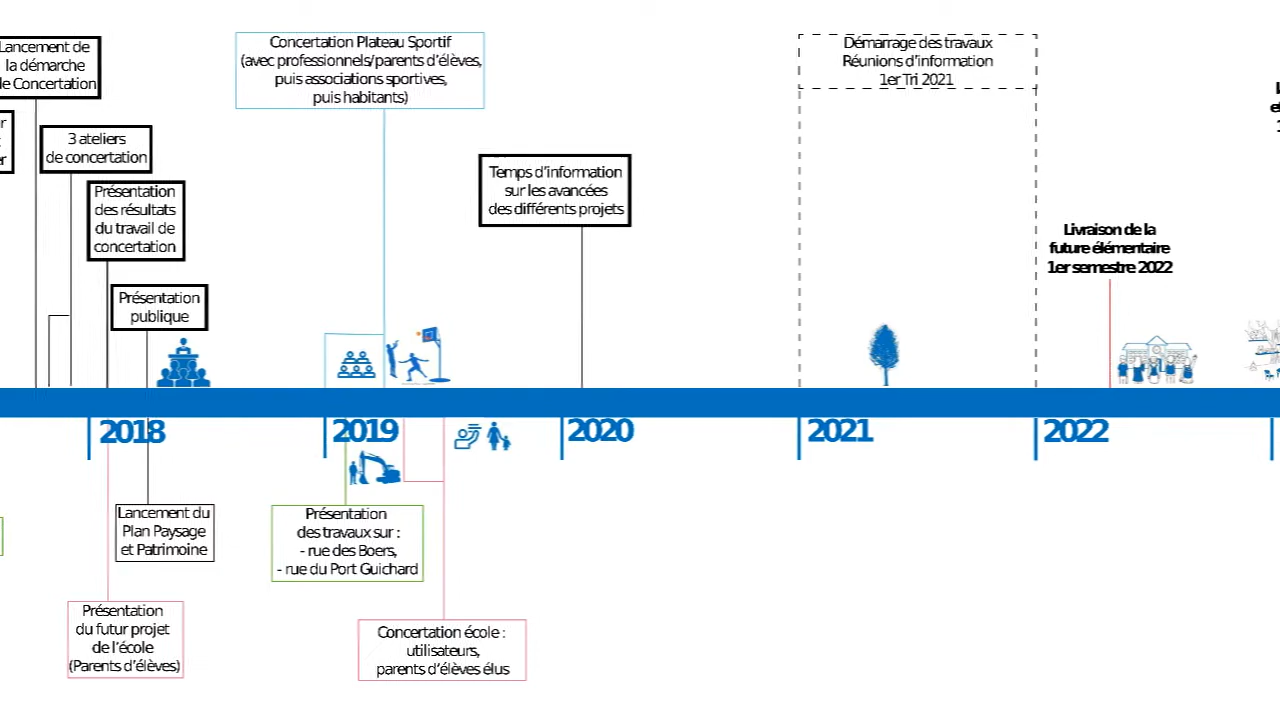 Lancement de
la démarche
de Concertation
3 ateliers
de concertation
Présentation
des résultats
du travail de
concertation
Présentation
publique
Concertation Plateau Sportif
(avec professionnels/parents d'élèves,
puis associations sportives,
puis habitants)
Temps d'information
sur les avancées
des différents projets
Démarrage des travaux
Réunions d'information
1er Tri 2021
Livraison de la
future élémentaire
1er semestre 2022
2018
2019
2020
2021
2022
Lancement du
Plan Paysage
et Patrimoine
Présentation
du futur projet
de l'école
(Parents d'élèves)
Présentation
des travaux sur :
- rue des Boers,
- rue du Port Guichard
Concertation école :
utilisateurs,
parents d'élèves élus